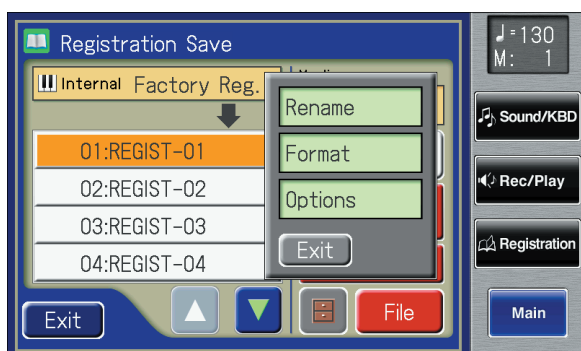 Registration Save
Internal Factory Reg.
01:REGIST-01
02:REGIST-02
03:REGIST-03
04:REGIST-04
Exit
Rename
Format
Options
Exit
File
♩=130
M: 1
Sound/KBD
Rec/Play
Registration
Main